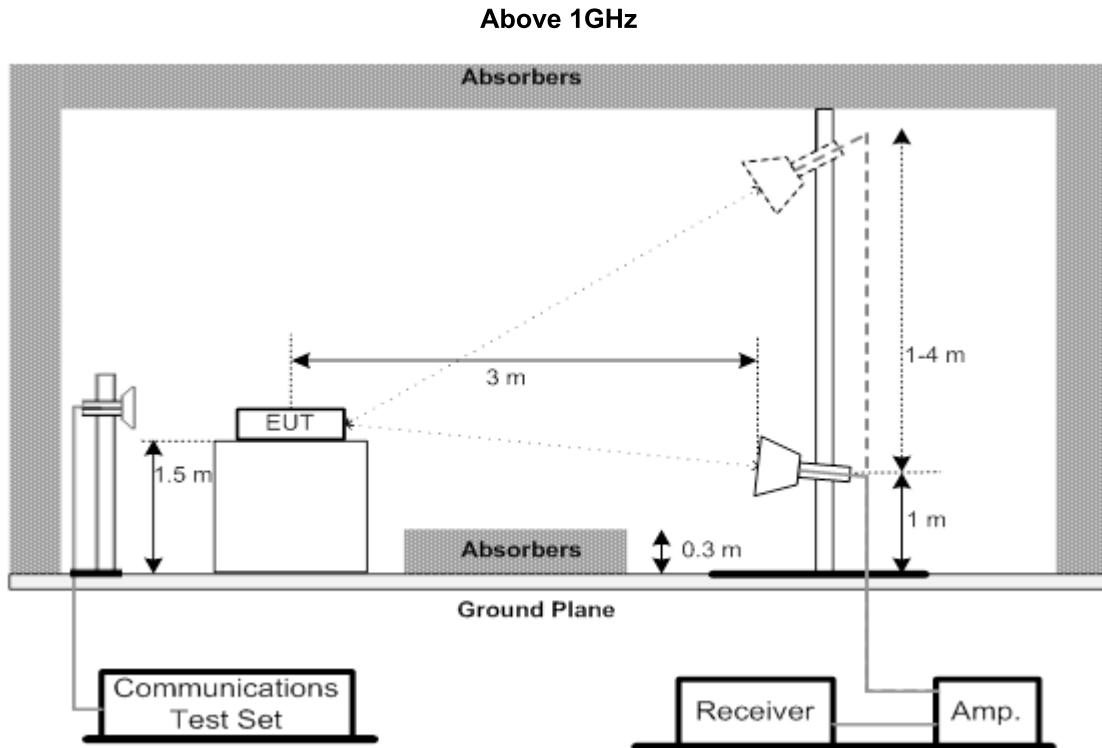 Above 1GHz
Absorbers
1-4 m
3 m
EUT
1.5 m
1 m
Absorbers
0.3 m
Ground Plane
Communications
Test Set
Receiver
Amp.